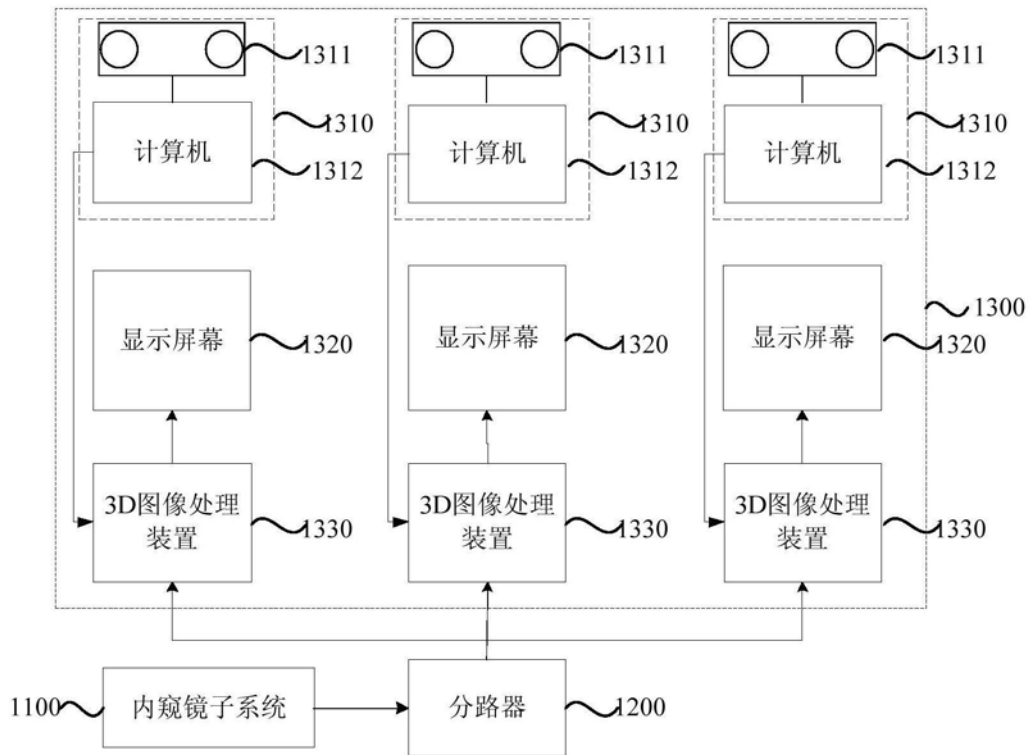 1311 1311 1311
1310 1310 1310
计算机 计算机 计算机
1312 1312 1312
1300
显示屏幕 1320 显示屏幕 1320 显示屏幕 1320
3D图像处理 3D图像处理 3D图像处理
装置 1330 装置 1330 装置 1330
1100 内窥镜子系统 分路器 1200